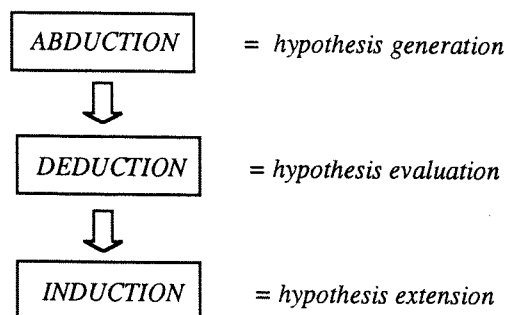 ABDUCTION = hypothesis generation
DEDUCTION = hypothesis evaluation
INDUCTION = hypothesis extension